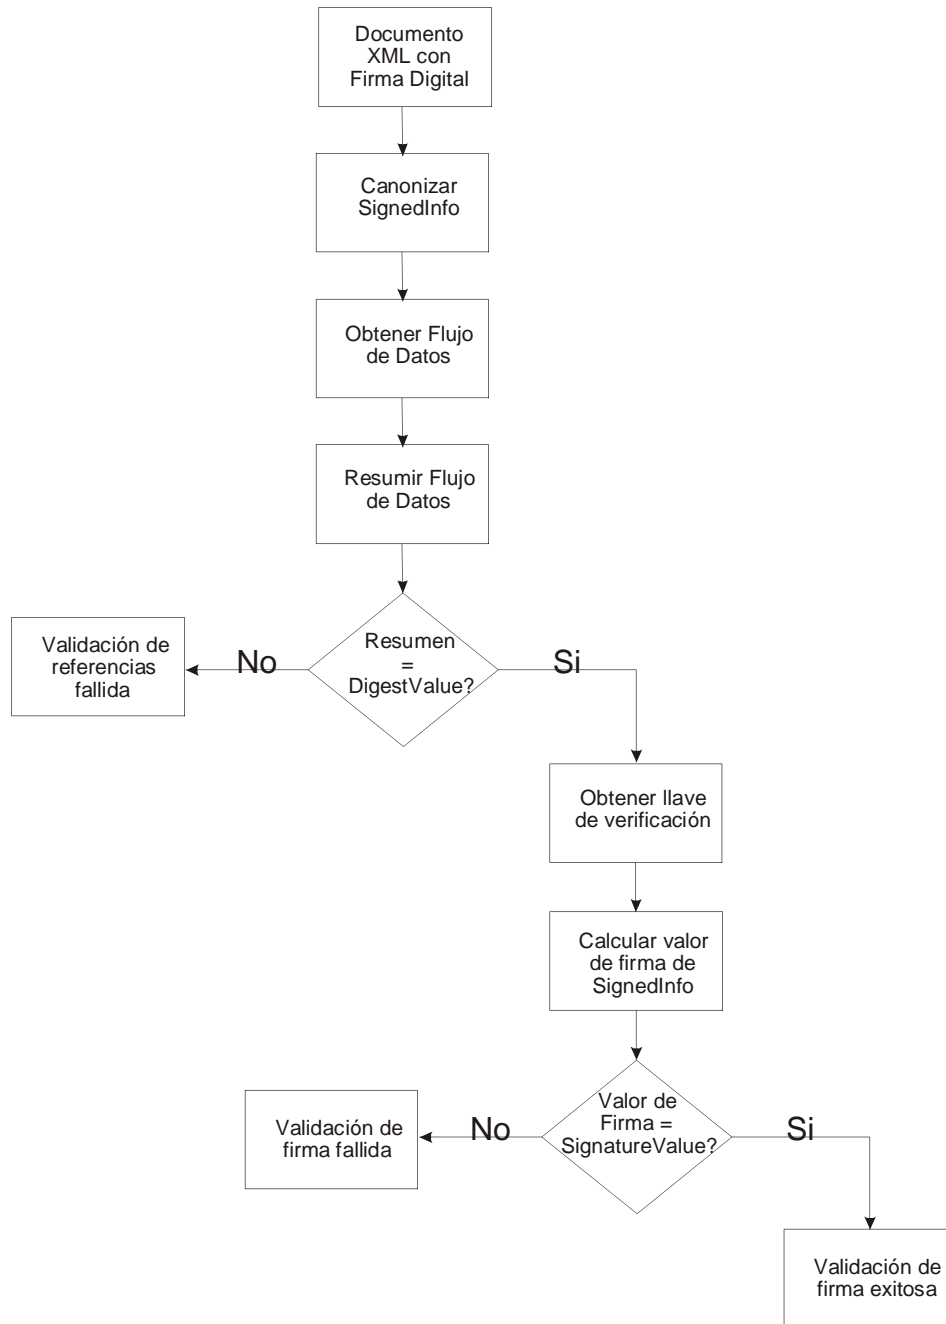 Documento
XML con
Firma Digital
Canonizar
SignedInfo
Obtener Flujo
de Datos
Resumir Flujo
de Datos
Resumen
=
DigestValue?
No
Si
Validación de
referencias
fallida
Obtener llave
de verificación
Calcular valor
de firma de
SignedInfo
Valor de
Firma =
SignatureValue?
No
Si
Validación de
firma fallida
Validación de
firma exitosa